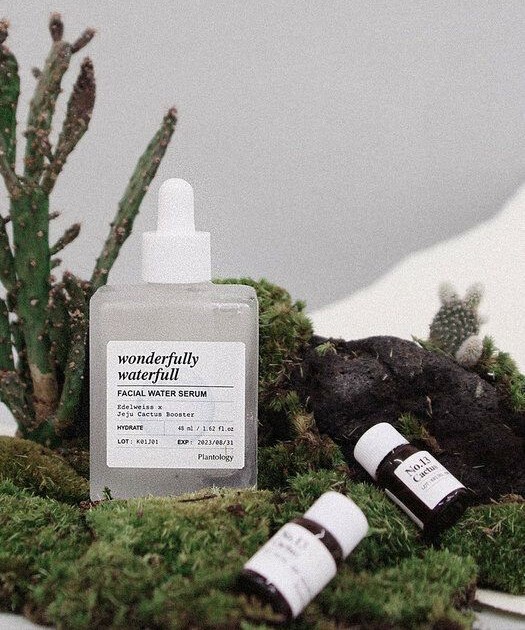 wonderfully
waterfull
FACIAL WATER SERUM
Edelweiss x
Jeju Cactus Booster
HYDRATE 48 ml / 1.62 fl.oz
LOT: K01J01 EXP: 2023/08/31
Plantology
No.13
Cactus